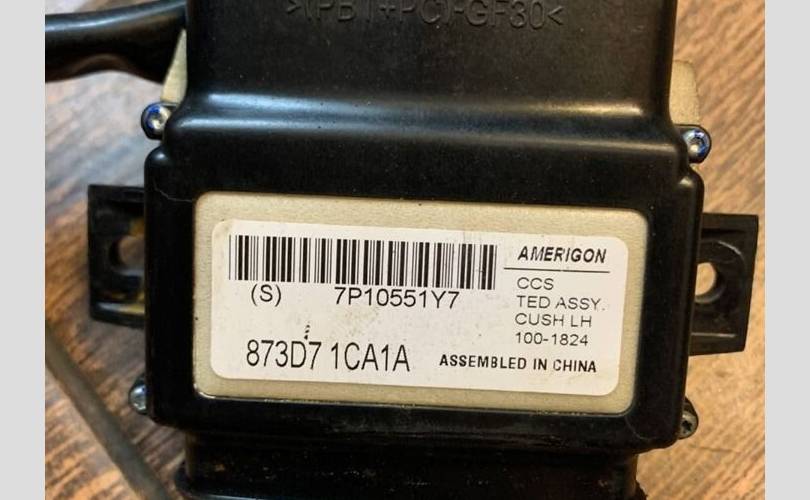 >(PBT+PC)-GF30<
AMERIGON
(S) 7P10551Y7
CCS
TED ASSY.
CUSH LH
100-1824
873D7 1CA1A
ASSEMBLED IN CHINA